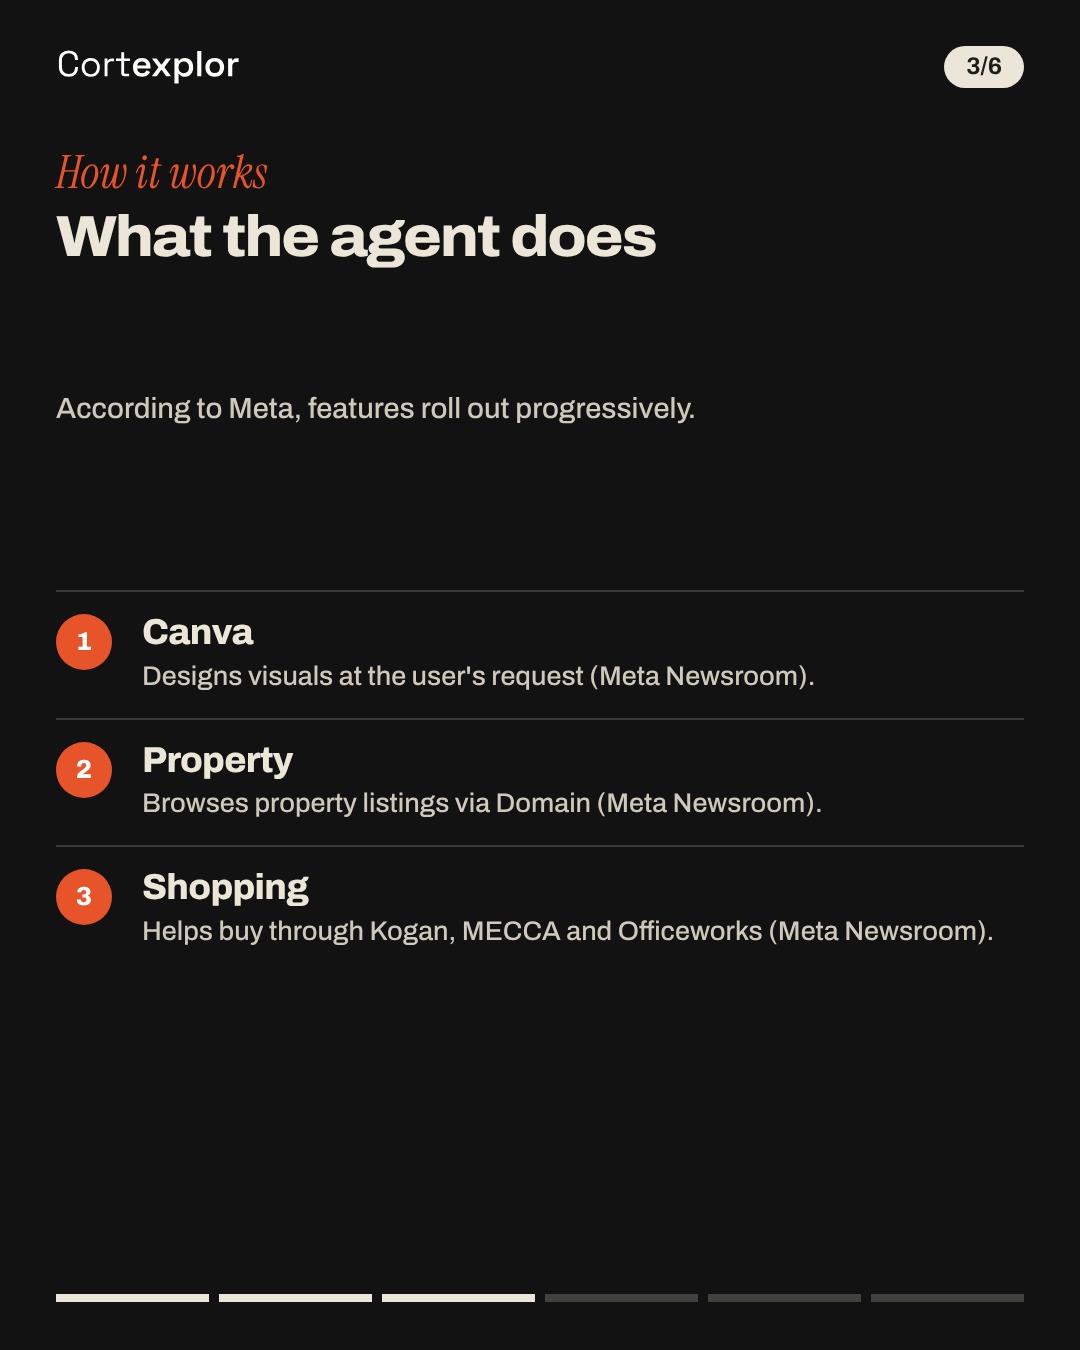 Cortexplor
3/6
How it works
What the agent does
According to Meta, features roll out progressively.
1
Canva
Designs visuals at the user's request (Meta Newsroom).
2
Property
Browses property listings via Domain (Meta Newsroom).
3
Shopping
Helps buy through Kogan, MECCA and Officeworks (Meta Newsroom).